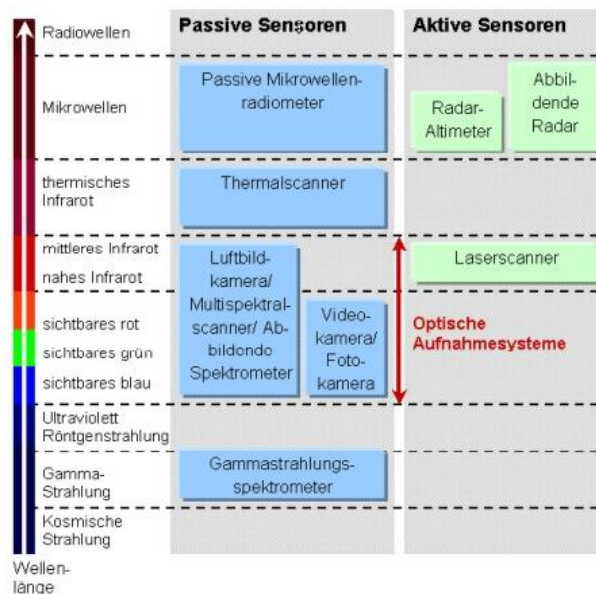 Passive Sensoren
Aktive Sensoren
Radiowellen
Mikrowellen
thermisches
Infrarot
mittleres Infrarot
nahes Infrarot
sichtbares rot
sichtbares grün
sichtbares blau
Ultraviolett
Röntgenstrahlung
Gamma-
Strahlung
Kosmische
Strahlung
Wellen-
länge
Passive Mikrowellen-
radiometer
Thermalscanner
Luftbild-
kamera/
Multispektral-
scanner/ Ab-
bildende
Spektrometer
Video-
kamera/
Foto-
kamera
Gammastrahlungs-
spektrometer
Radar-
Altimeter
Abbil-
dende
Radar
Laserscanner
Optische
Aufnahmesysteme